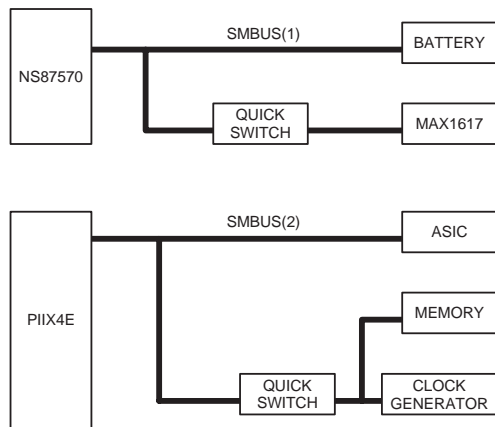 SMBUS(1)
BATTERY
NS87570
QUICK
SWITCH
MAX1617
SMBUS(2)
ASIC
MEMORY
PIIX4E
QUICK
SWITCH
CLOCK
GENERATOR